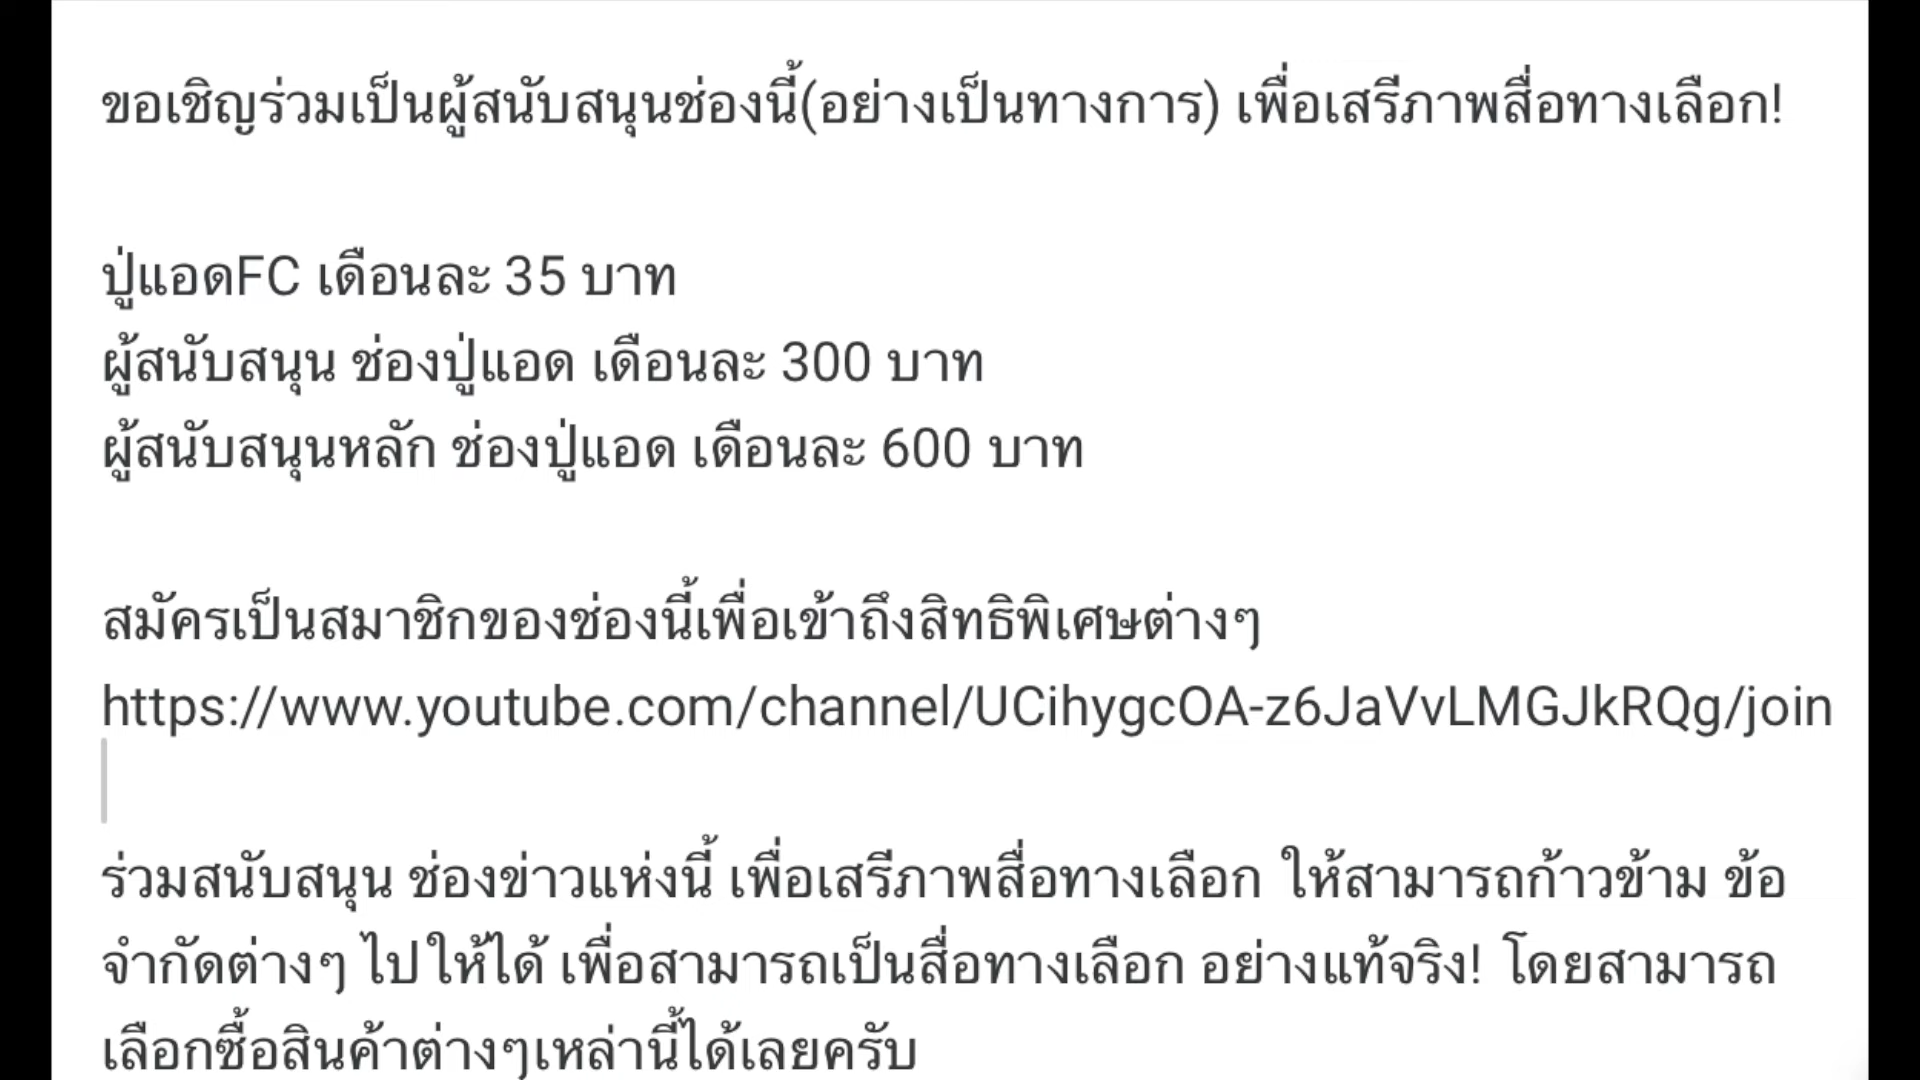 ขอเชิญร่วมเป็นผู้สนับสนุนช่องนี้(อย่างเป็นทางการ) เพื่อเสรีภาพสื่อทางเลือก!
ปู่แอดFC เดือนละ 35 บาท
ผู้สนับสนุน ช่องปู่แอด เดือนละ 300 บาท
ผู้สนับสนุนหลัก ช่องปู่แอด เดือนละ 600 บาท
สมัครเป็นสมาชิกของช่องนี้เพื่อเข้าถึงสิทธิพิเศษต่างๆ
https://www.youtube.com/channel/UCihygcOA-z6JaVvLMGJkRQg/join
ร่วมสนับสนุน ช่องข่าวแห่งนี้ เพื่อเสรีภาพสื่อทางเลือก ให้สามารถก้าวข้าม ข้อ
จำกัดต่างๆ ไปให้ได้ เพื่อสามารถเป็นสื่อทางเลือก อย่างแท้จริง! โดยสามารถ
เลือกซื้อสินค้าต่างๆเหล่านี้ได้เลยครับ